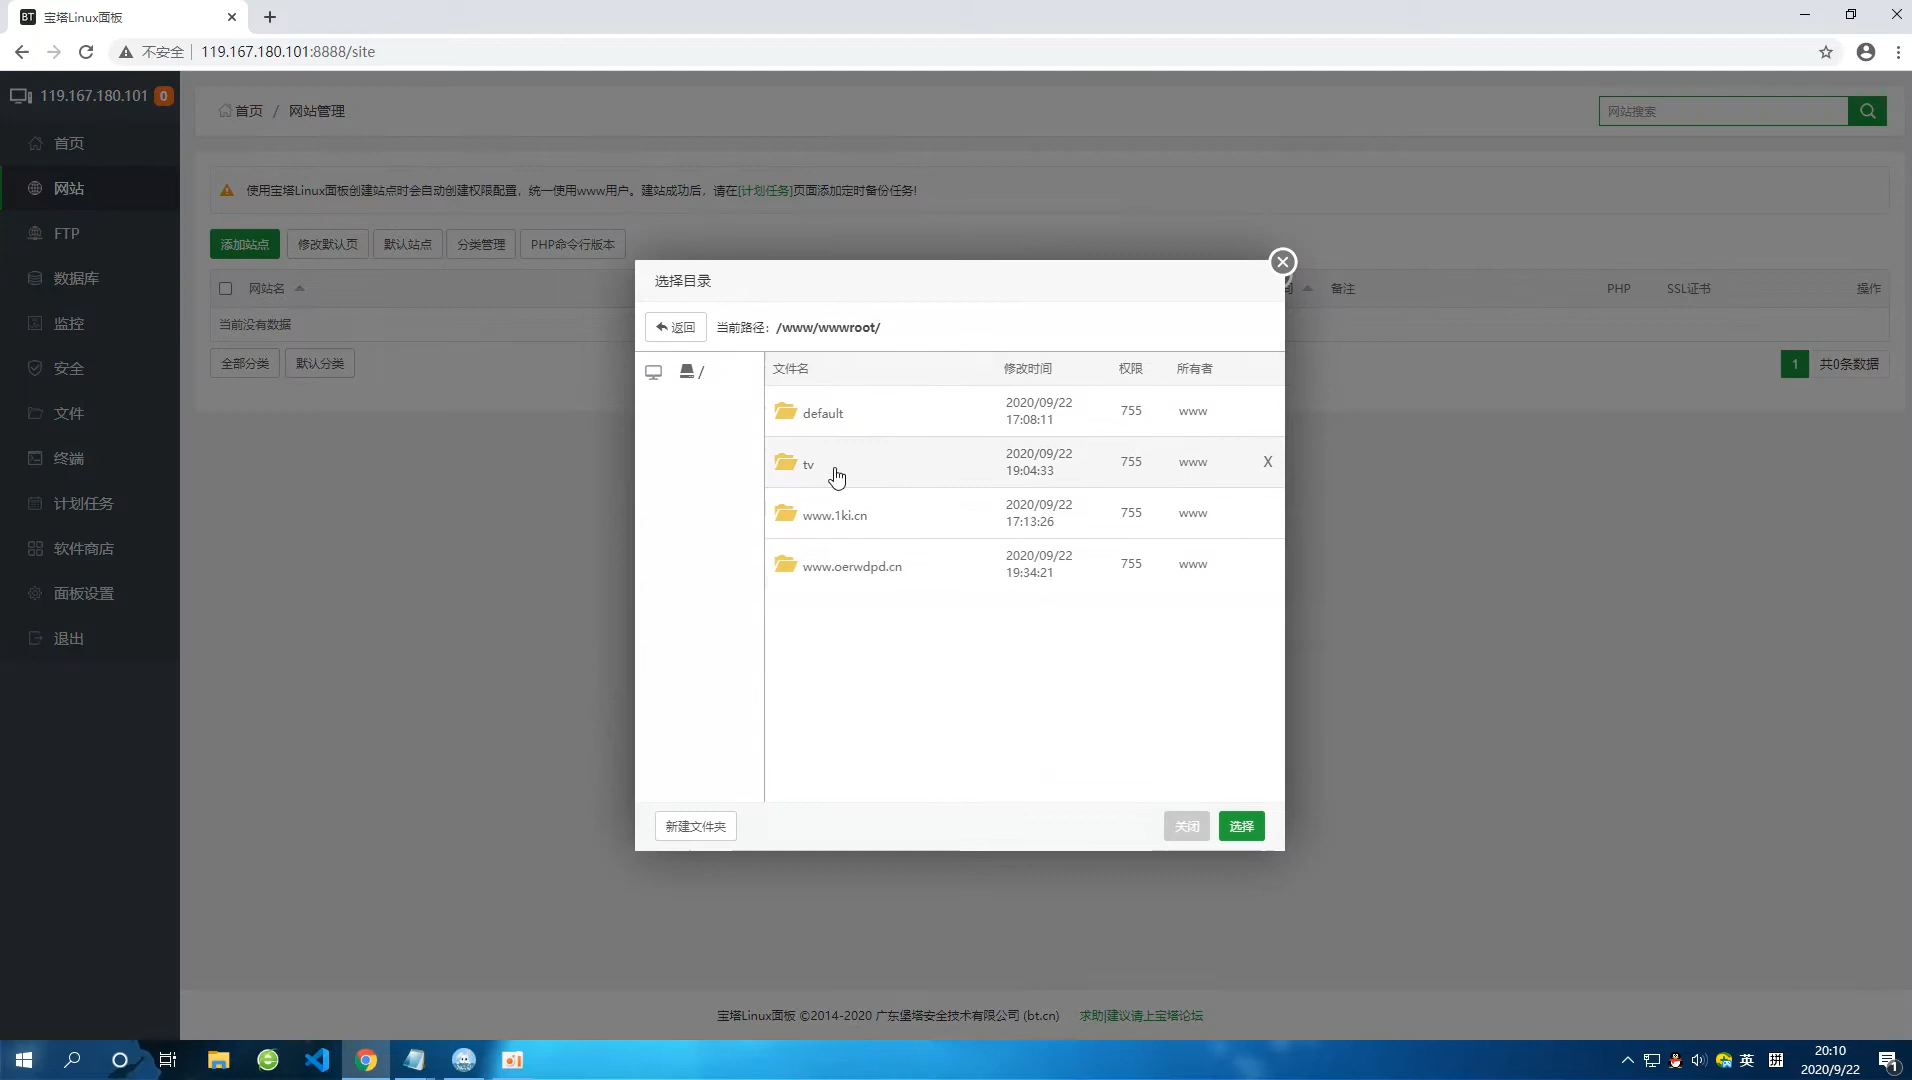 宝塔Linux面板
不安全 119.167.180.101:8888/site
119.167.180.101 0
首页
网站
FTP
数据库
监控
安全
文件
终端
计划任务
软件商店
面板设置
退出
首页 / 网站管理
网站搜索
使用宝塔Linux面板创建站点时会自动创建权限配置，统一使用www用户。建站成功后，请在[计划任务]页面添加定时备份任务!
添加站点 修改默认页 默认站点 分类管理 PHP命令行版本
网站名 备注 PHP SSL证书 操作
当前没有数据
全部分类 默认分类 1 共0条数据
选择目录
返回 当前路径: /www/wwwroot/
/
文件名 修改时间 权限 所有者
default 2020/09/22 17:08:11 755 www
tv 2020/09/22 19:04:33 755 www X
www.1ki.cn 2020/09/22 17:13:26 755 www
www.oerwdpd.cn 2020/09/22 19:34:21 755 www
新建文件夹 关闭 选择
宝塔Linux面板 ©2014-2020 广东堡塔安全技术有限公司 (bt.cn) 求助|建议请上宝塔论坛
英 拼
20:10
2020/9/22
1